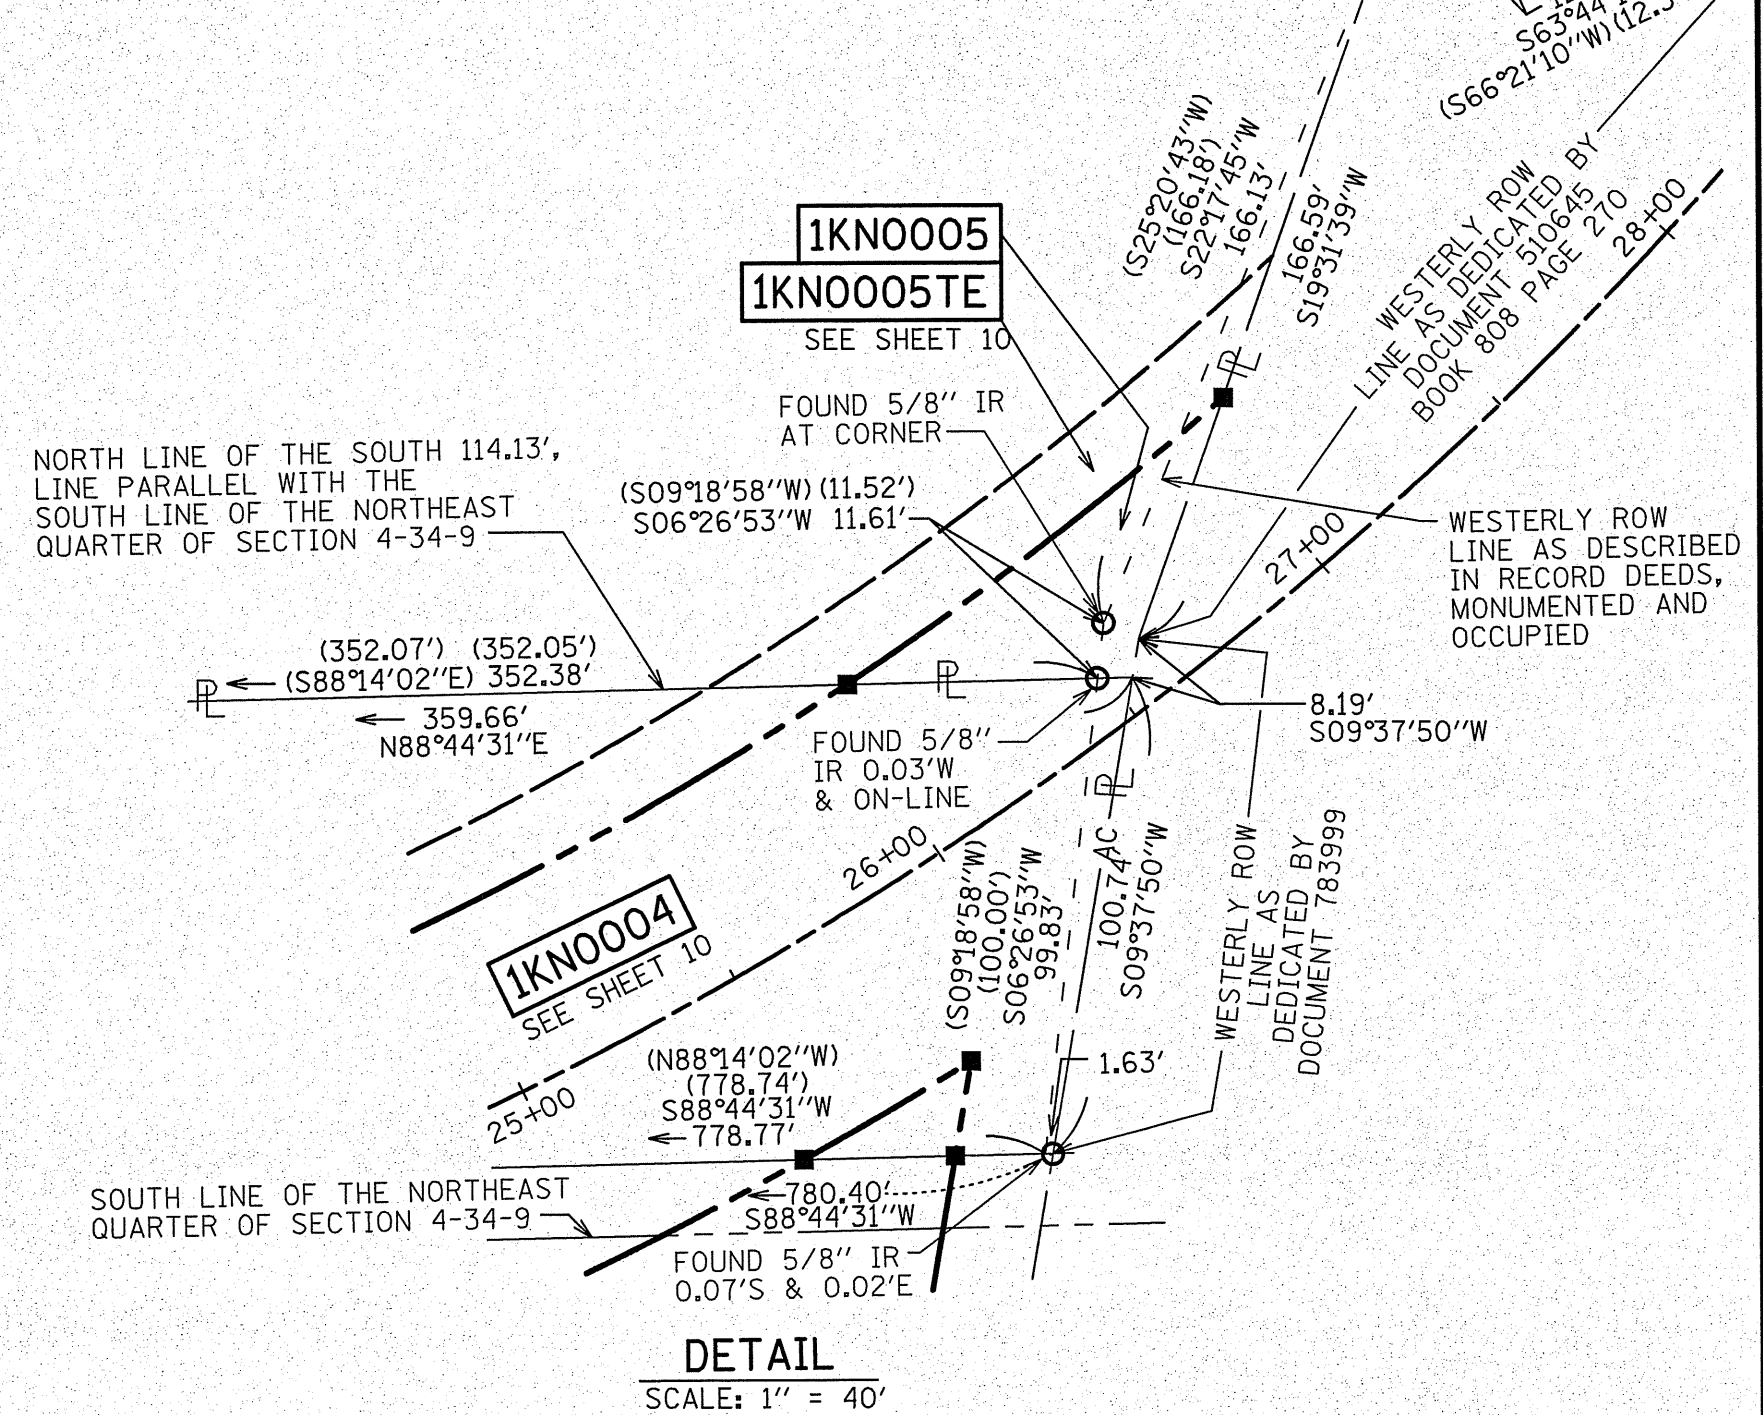 S63°44'
(S66°21'10"W)(12.5
(S25°20'43"W)
(166.18')
S22°17'45"W
166.13'
166.59'
S19°31'39"W
WESTERLY ROW
LINE AS DEDICATED BY
DOCUMENT 510645
BOOK 808 PAGE 270
28+00
1KN0005
1KN0005TE
SEE SHEET 10
PL
FOUND 5/8" IR
AT CORNER
NORTH LINE OF THE SOUTH 114.13',
LINE PARALLEL WITH THE
SOUTH LINE OF THE NORTHEAST
QUARTER OF SECTION 4-34-9
(S09°18'58"W)(11.52')
S06°26'53"W 11.61'
27+00
WESTERLY ROW
LINE AS DESCRIBED
IN RECORD DEEDS,
MONUMENTED AND
OCCUPIED
(352.07') (352.05')
PL (S88°14'02"E) 352.38'
PL
359.66'
N88°44'31"E
8.19'
S09°37'50"W
FOUND 5/8"
IR 0.03'W
& ON-LINE
PL
AC
26+00
(S09°18'58"W)
(100.00')
S06°26'53"W
99.83'
100.74'
S09°37'50"W
WESTERLY ROW
LINE AS
DEDICATED BY
DOCUMENT 783999
1KN0004
SEE SHEET 10
25+00
(N88°14'02"W)
(778.74')
S88°44'31"W
778.77'
1.63'
780.40'
S88°44'31"W
SOUTH LINE OF THE NORTHEAST
QUARTER OF SECTION 4-34-9
FOUND 5/8" IR
0.07'S & 0.02'E
DETAIL
SCALE: 1" = 40'